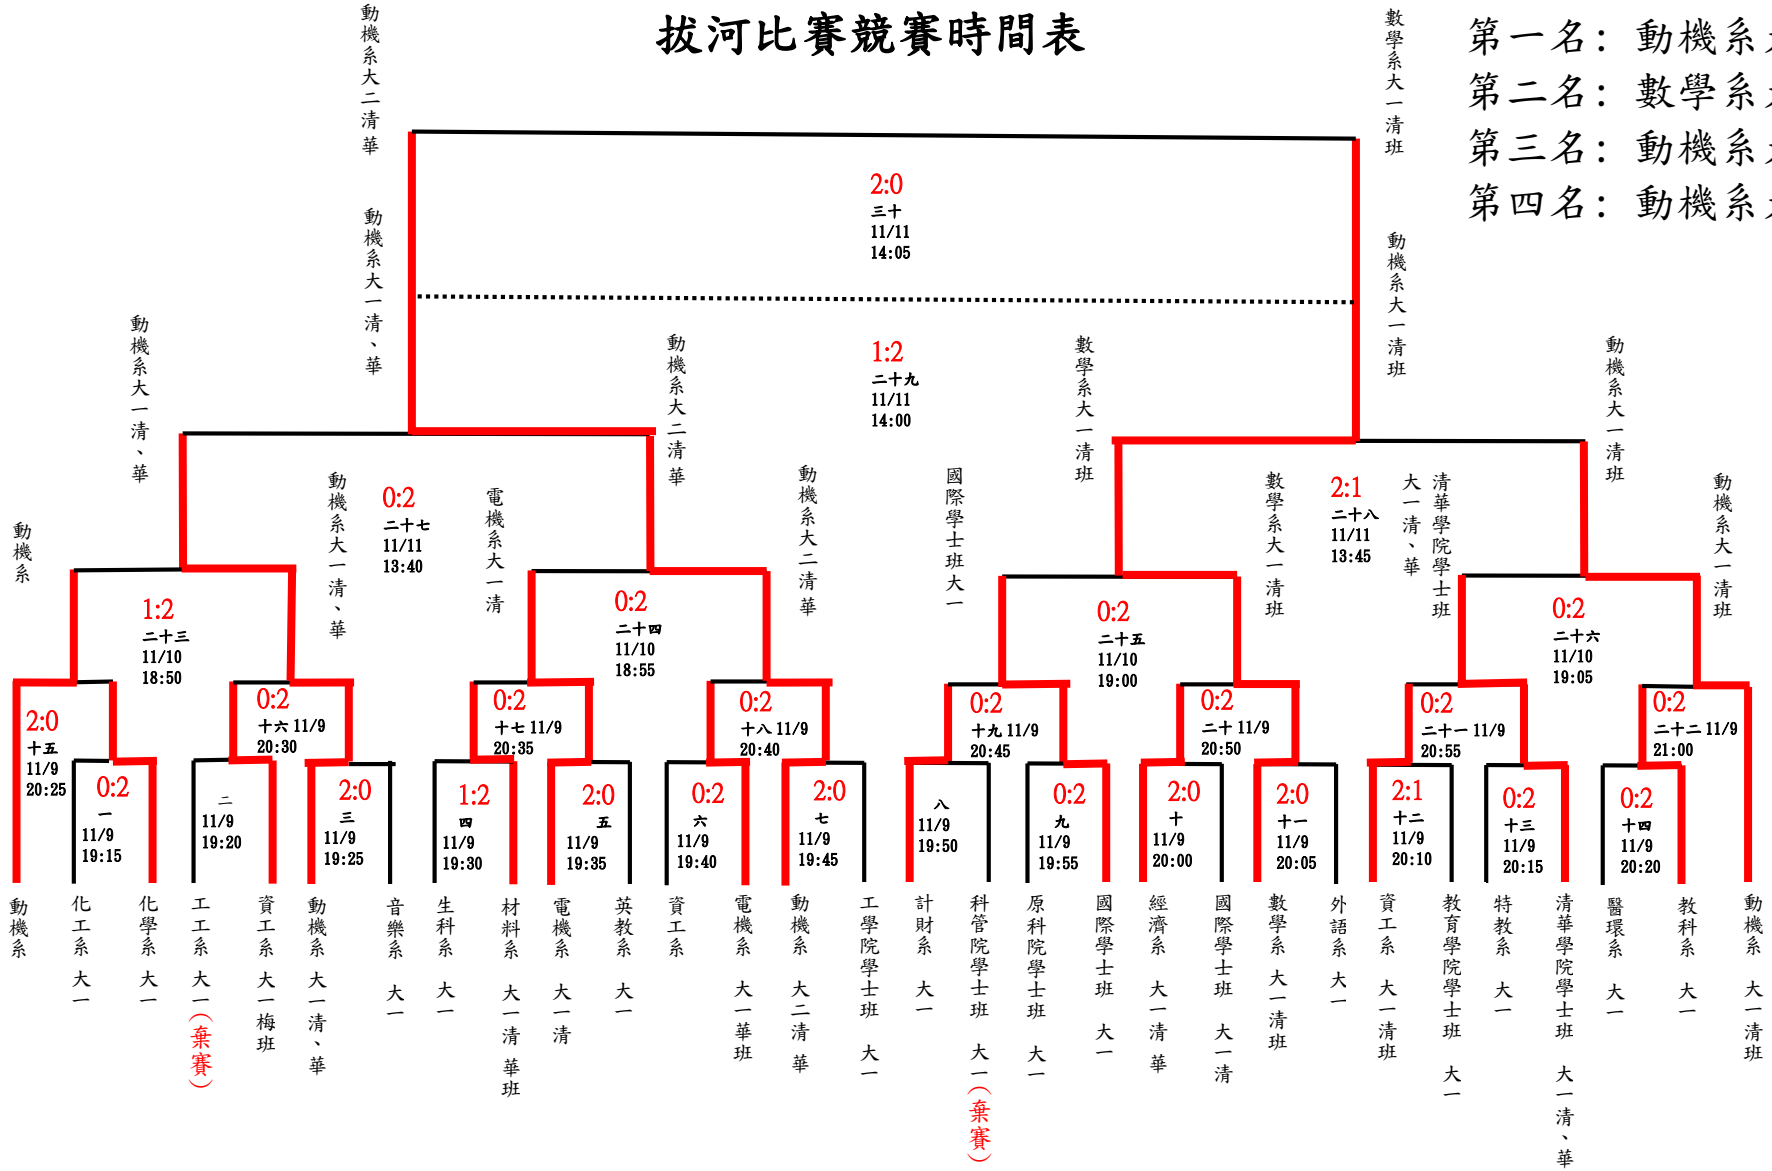 拔河比賽競賽時間表
第一名：動機系
第二名：數學系
第三名：動機系
第四名：動機系
動機系大二清華
數學系大一清班
2:0
三十
11/11
14:05
動機系大一清、華
動機系大一清班
1:2
二十九
11/11
14:00
動機系大一清、華
動機系大二清 華
數學系大一清班
動機系大一清班
0:2
二十七
11/11
13:40
2:1
二十八
11/11
13:45
動機系
動機系大一清、華
電機系大一清
動機系大二清 華
國際學士班大一
數學系大一清班
清華學院學士班
大一清、華
動機系大一清班
1:2
二十三
11/10
18:50
0:2
二十四
11/10
18:55
0:2
二十五
11/10
19:00
0:2
二十六
11/10
19:05
2:0
十五
11/9
20:25
0:2
十六 11/9
20:30
0:2
十七 11/9
20:35
0:2
十八 11/9
20:40
0:2
十九 11/9
20:45
0:2
二十 11/9
20:50
0:2
二十一 11/9
20:55
0:2
二十二 11/9
21:00
0:2
一
11/9
19:15
二
11/9
19:20
2:0
三
11/9
19:25
1:2
四
11/9
19:30
2:0
五
11/9
19:35
0:2
六
11/9
19:40
2:0
七
11/9
19:45
八
11/9
19:50
0:2
九
11/9
19:55
2:0
十
11/9
20:00
2:0
十一
11/9
20:05
2:1
十二
11/9
20:10
0:2
十三
11/9
20:15
0:2
十四
11/9
20:20
動機系
化工系 大一
化學系 大一
工工系 大一(棄賽)
資工系 大一梅班
動機系 大一清、華
音樂系 大一
生科系 大一
材料系 大一清 華班
電機系 大一清
英教系 大一
資工系
電機系 大一華班
動機系 大二清 華
工學院學士班 大一
計財系 大一
科管院學士班 大一(棄賽)
原科院學士班 大一
國際學士班 大一
經濟系 大一清 華
國際學士班 大一清
數學系 大一清班
外語系 大一
資工系 大一清班
教育學院學士班 大一
特教系 大一
清華學院學士班 大一清、華
醫環系 大一
教科系 大一
動機系 大一清班